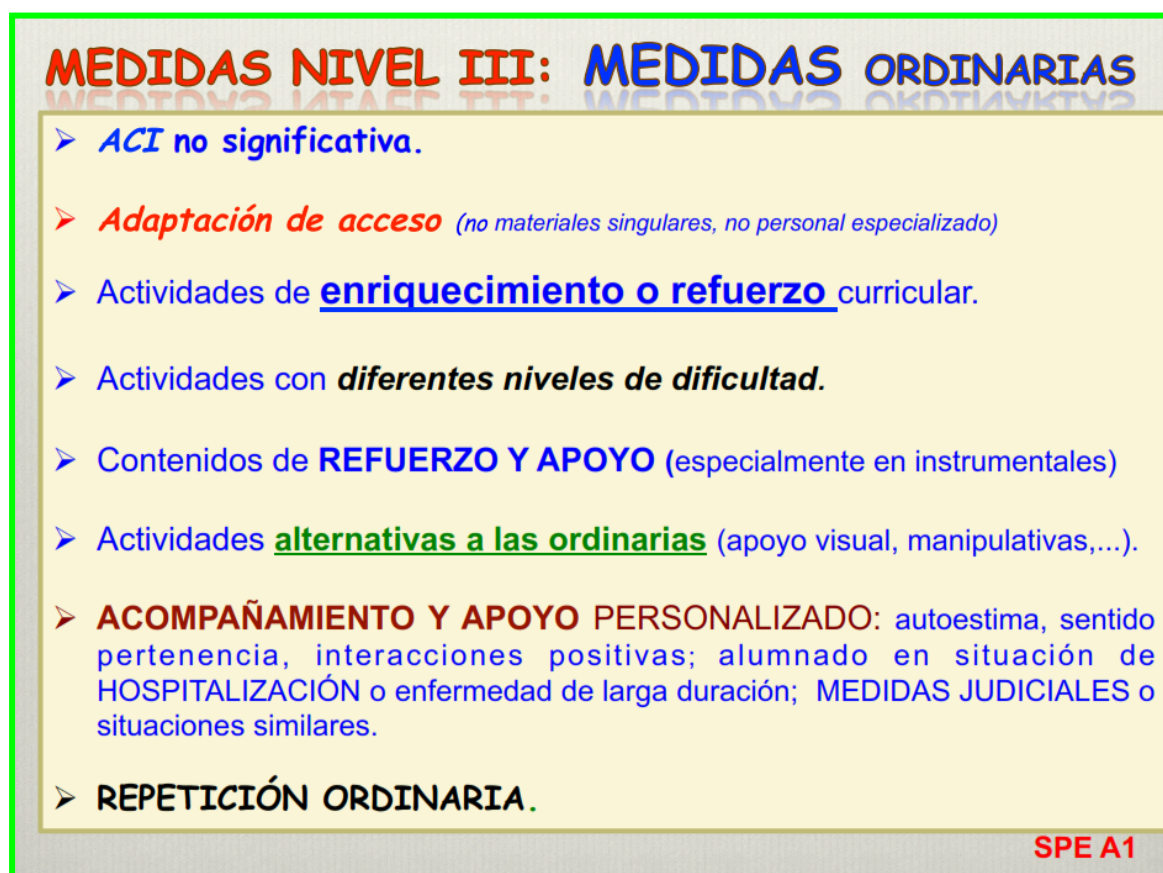 MEDIDAS NIVEL III: MEDIDAS ORDINARIAS
➢ ACI no significativa.
➢ Adaptación de acceso (no materiales singulares, no personal especializado)
➢ Actividades de enriquecimiento o refuerzo curricular.
➢ Actividades con diferentes niveles de dificultad.
➢ Contenidos de REFUERZO Y APOYO (especialmente en instrumentales)
➢ Actividades alternativas a las ordinarias (apoyo visual, manipulativas,...).
➢ ACOMPAÑAMIENTO Y APOYO PERSONALIZADO: autoestima, sentido
pertenencia, interacciones positivas; alumnado en situación de
HOSPITALIZACIÓN o enfermedad de larga duración; MEDIDAS JUDICIALES o
situaciones similares.
➢ REPETICIÓN ORDINARIA.
SPE A1